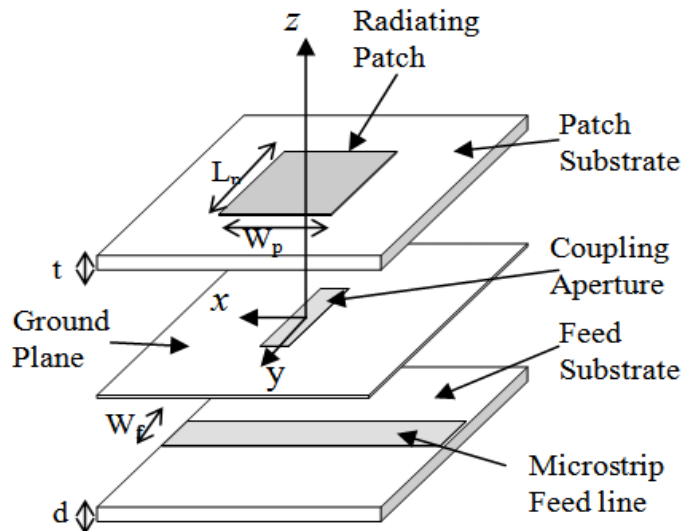 z
Radiating
Patch
Patch
Substrate
Lp
Wp
t
Coupling
Aperture
x
Ground
Plane
y
Feed
Substrate
Wf
Microstrip
Feed line
d